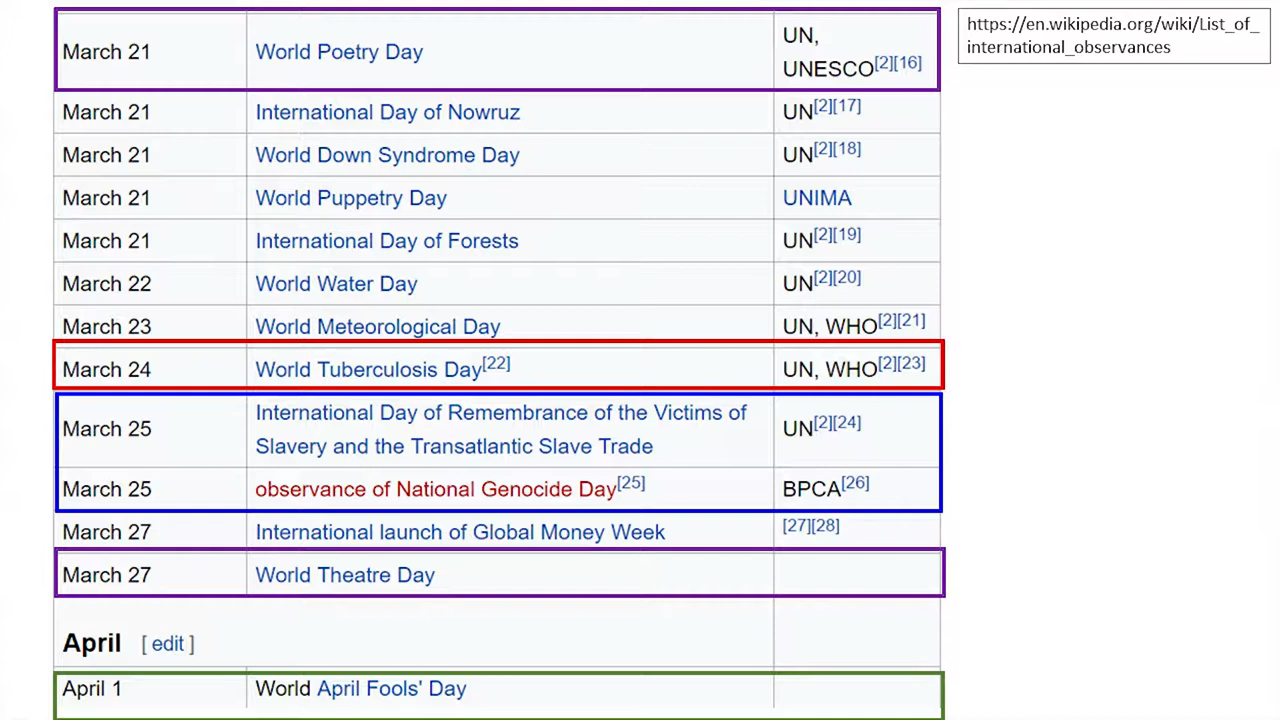 https://en.wikipedia.org/wiki/List_of_
international_observances
March 21 World Poetry Day UN,
UNESCO[2][16]
March 21 International Day of Nowruz UN[2][17]
March 21 World Down Syndrome Day UN[2][18]
March 21 World Puppetry Day UNIMA
March 21 International Day of Forests UN[2][19]
March 22 World Water Day UN[2][20]
March 23 World Meteorological Day UN, WHO[2][21]
March 24 World Tuberculosis Day[22] UN, WHO[2][23]
March 25 International Day of Remembrance of the Victims of
Slavery and the Transatlantic Slave Trade UN[2][24]
March 25 observance of National Genocide Day[25] BPCA[26]
March 27 International launch of Global Money Week [27][28]
March 27 World Theatre Day
April [ edit ]
April 1 World April Fools' Day